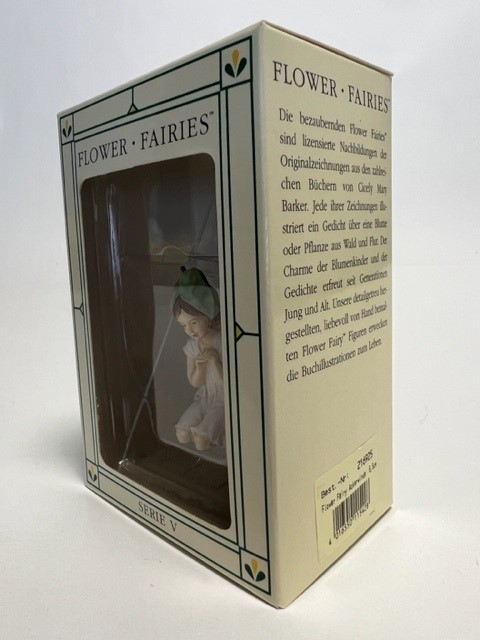 FLOWER · FAIRIES™
SERIE V
FLOWER · FAIRIES™
Die bezaubernden Flower Fairies™
sind lizensierte Nachbildungen der
Originalzeichnungen aus den zahlrei-
chen Büchern von Cicely Mary
Barker. Jede ihrer Zeichnungen illu-
striert ein Gedicht über eine Blume
oder Pflanze aus Wald und Flur. Der
Charme der Blumenkinder und der
Gedichte erfreut seit Generationen
Jung und Alt. Unsere detailgetreu her-
gestellten, liebevoll von Hand bemal-
ten Flower Fairy™ Figuren erwecken
die Buchillustrationen zum Leben.
Best.-Nr:
Flower Fairy